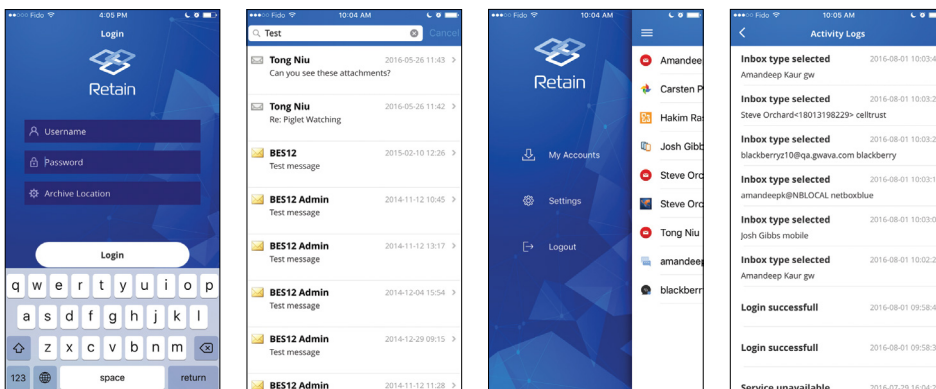 Fido 4:05 PM
Login
Retain
Username
Password
Archive Location
Login
q w e r t y u i o p
a s d f g h j k l
z x c v b n m
123 space return
Fido 10:04 AM
Test Cancel
Tong Niu 2016-05-26 11:43
Can you see these attachments?
Tong Niu 2016-05-26 11:42
Re: Piglet Watching
BES12 2015-02-10 12:26
Test message
BES12 Admin 2014-11-12 10:45
Test message
BES12 Admin 2014-11-12 13:17
Test message
BES12 Admin 2014-12-04 15:54
Test message
BES12 Admin 2014-12-29 09:15
Test message
BES12 Admin 2014-11-12 11:28
Fido 10:04 AM
Retain
My Accounts
Settings
Logout
Amandee
Carsten P
Hakim Ra
Josh Gibb
Steve Orc
Steve Orc
Tong Niu
amandeep
blackberr
Fido 10:05 AM
Activity Logs
Inbox type selected 2016-08-01 10:03:4
Amandeep Kaur gw
Inbox type selected 2016-08-01 10:03:2
Steve Orchard<18013198229> celltrust
Inbox type selected 2016-08-01 10:03:2
blackberryz10@qa.gwava.com blackberry
Inbox type selected 2016-08-01 10:03:1
amandeepk@NBLOCAL netboxblue
Inbox type selected 2016-08-01 10:03:0
Josh Gibbs mobile
Inbox type selected 2016-08-01 10:02:2
Amandeep Kaur gw
Login successfull 2016-08-01 09:58:4
Login successfull 2016-08-01 09:58:3
Service unavailable 2016-07-29 16:04:2